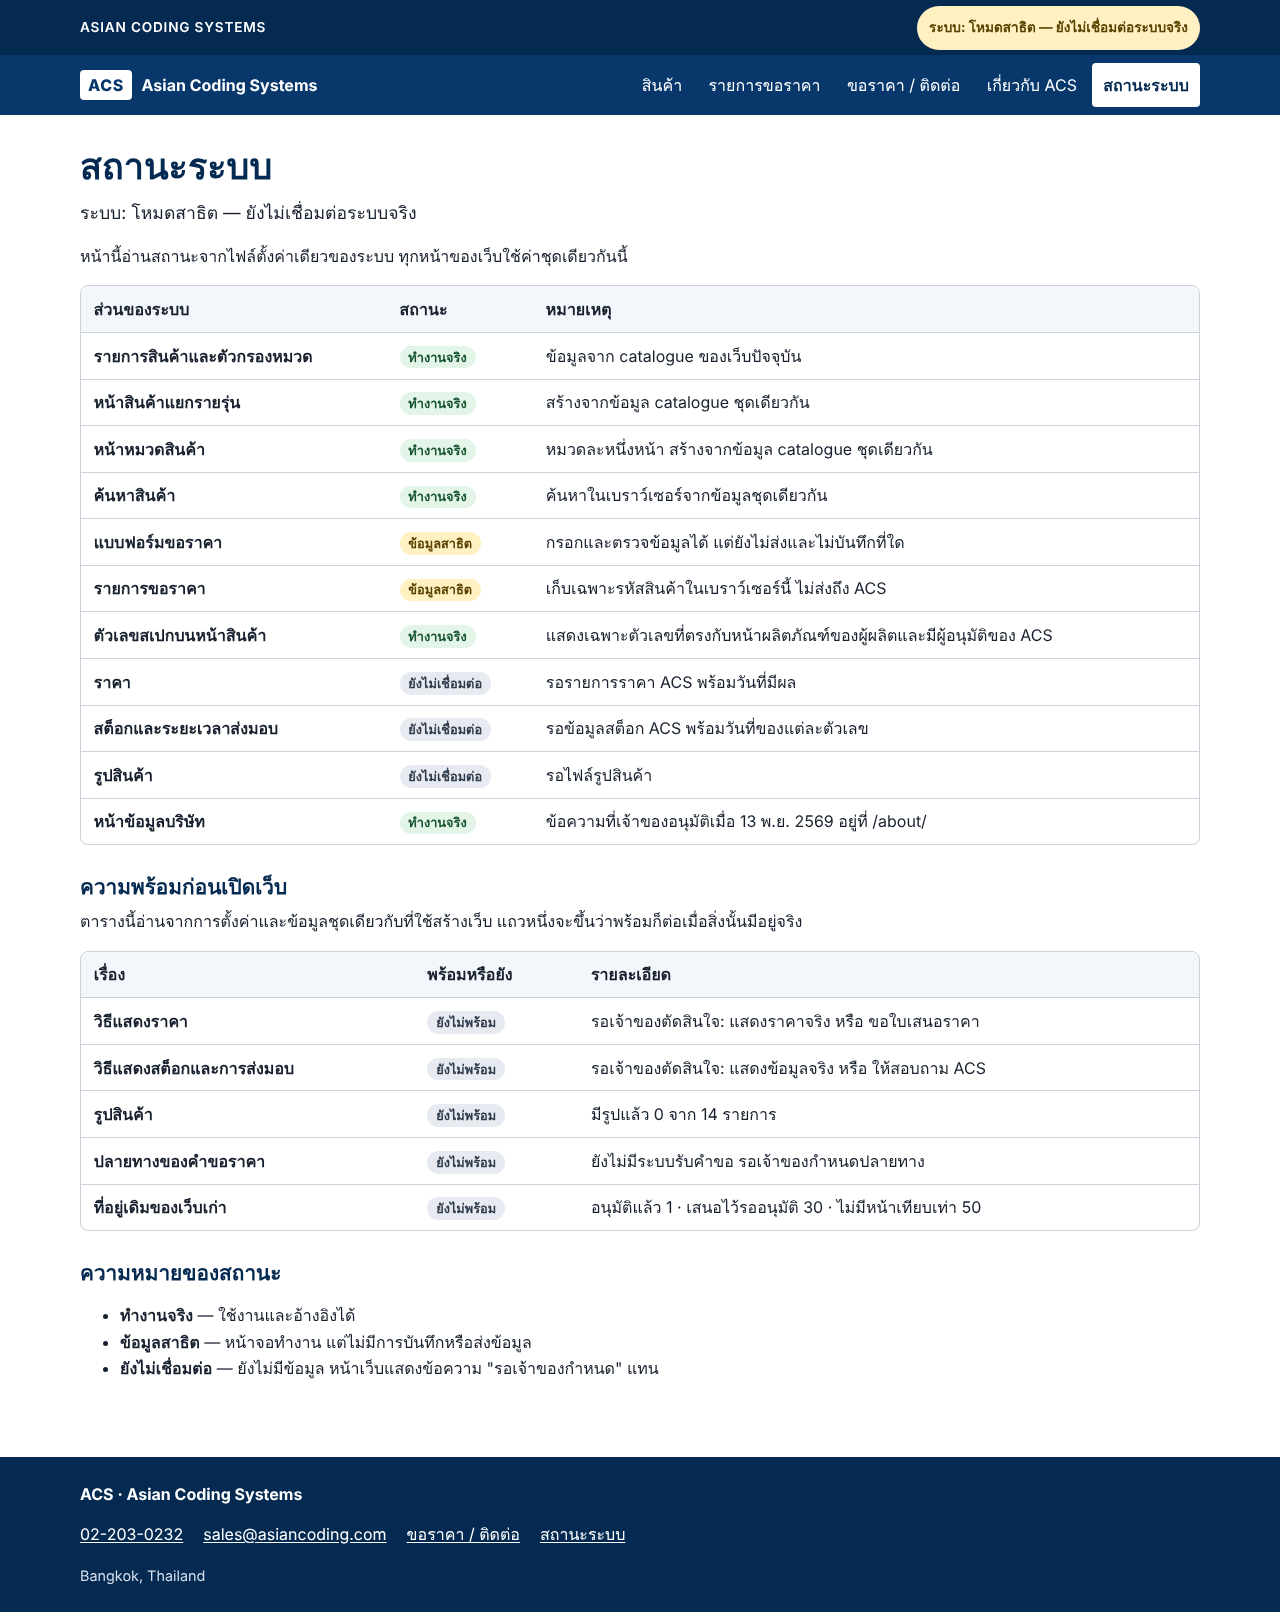 ASIAN CODING SYSTEMS
ระบบ: โหมดสาธิต — ยังไม่เชื่อมต่อระบบจริง
ACS Asian Coding Systems
สินค้า รายการขอราคา ขอราคา / ติดต่อ เกี่ยวกับ ACS สถานะระบบ
สถานะระบบ
ระบบ: โหมดสาธิต — ยังไม่เชื่อมต่อระบบจริง
หน้านี้อ่านสถานะจากไฟล์ตั้งค่าเดียวของระบบ ทุกหน้าของเว็บใช้ค่าชุดเดียวกันนี้
ส่วนของระบบ สถานะ หมายเหตุ
รายการสินค้าและตัวกรองหมวด ทำงานจริง ข้อมูลจาก catalogue ของเว็บปัจจุบัน
หน้าสินค้าแยกรายรุ่น ทำงานจริง สร้างจากข้อมูล catalogue ชุดเดียวกัน
หน้าหมวดสินค้า ทำงานจริง หมวดละหนึ่งหน้า สร้างจากข้อมูล catalogue ชุดเดียวกัน
ค้นหาสินค้า ทำงานจริง ค้นหาในเบราว์เซอร์จากข้อมูลชุดเดียวกัน
แบบฟอร์มขอราคา ข้อมูลสาธิต กรอกและตรวจข้อมูลได้ แต่ยังไม่ส่งและไม่บันทึกที่ใด
รายการขอราคา ข้อมูลสาธิต เก็บเฉพาะรหัสสินค้าในเบราว์เซอร์นี้ ไม่ส่งถึง ACS
ตัวเลขสเปกบนหน้าสินค้า ทำงานจริง แสดงเฉพาะตัวเลขที่ตรงกับหน้าผลิตภัณฑ์ของผู้ผลิตและมีผู้อนุมัติของ ACS
ราคา ยังไม่เชื่อมต่อ รอรายการราคา ACS พร้อมวันที่มีผล
สต็อกและระยะเวลาส่งมอบ ยังไม่เชื่อมต่อ รอข้อมูลสต็อก ACS พร้อมวันที่ของแต่ละตัวเลข
รูปสินค้า ยังไม่เชื่อมต่อ รอไฟล์รูปสินค้า
หน้าข้อมูลบริษัท ทำงานจริง ข้อความที่เจ้าของอนุมัติเมื่อ 13 พ.ย. 2569 อยู่ที่ /about/
ความพร้อมก่อนเปิดเว็บ
ตารางนี้อ่านจากการตั้งค่าและข้อมูลชุดเดียวกับที่ใช้สร้างเว็บ แถวหนึ่งจะขึ้นว่าพร้อมก็ต่อเมื่อสิ่งนั้นมีอยู่จริง
เรื่อง พร้อมหรือยัง รายละเอียด
วิธีแสดงราคา ยังไม่พร้อม รอเจ้าของตัดสินใจ: แสดงราคาจริง หรือ ขอใบเสนอราคา
วิธีแสดงสต็อกและการส่งมอบ ยังไม่พร้อม รอเจ้าของตัดสินใจ: แสดงข้อมูลจริง หรือ ให้สอบถาม ACS
รูปสินค้า ยังไม่พร้อม มีรูปแล้ว 0 จาก 14 รายการ
ปลายทางของคำขอราคา ยังไม่พร้อม ยังไม่มีระบบรับคำขอ รอเจ้าของกำหนดปลายทาง
ที่อยู่เดิมของเว็บเก่า ยังไม่พร้อม อนุมัติแล้ว 1 · เสนอไว้รออนุมัติ 30 · ไม่มีหน้าเทียบเท่า 50
ความหมายของสถานะ
• ทำงานจริง — ใช้งานและอ้างอิงได้
• ข้อมูลสาธิต — หน้าจอทำงาน แต่ไม่มีการบันทึกหรือส่งข้อมูล
• ยังไม่เชื่อมต่อ — ยังไม่มีข้อมูล หน้าเว็บแสดงข้อความ "รอเจ้าของกำหนด" แทน
ACS · Asian Coding Systems
02-203-0232 sales@asiancoding.com ขอราคา / ติดต่อ สถานะระบบ
Bangkok, Thailand